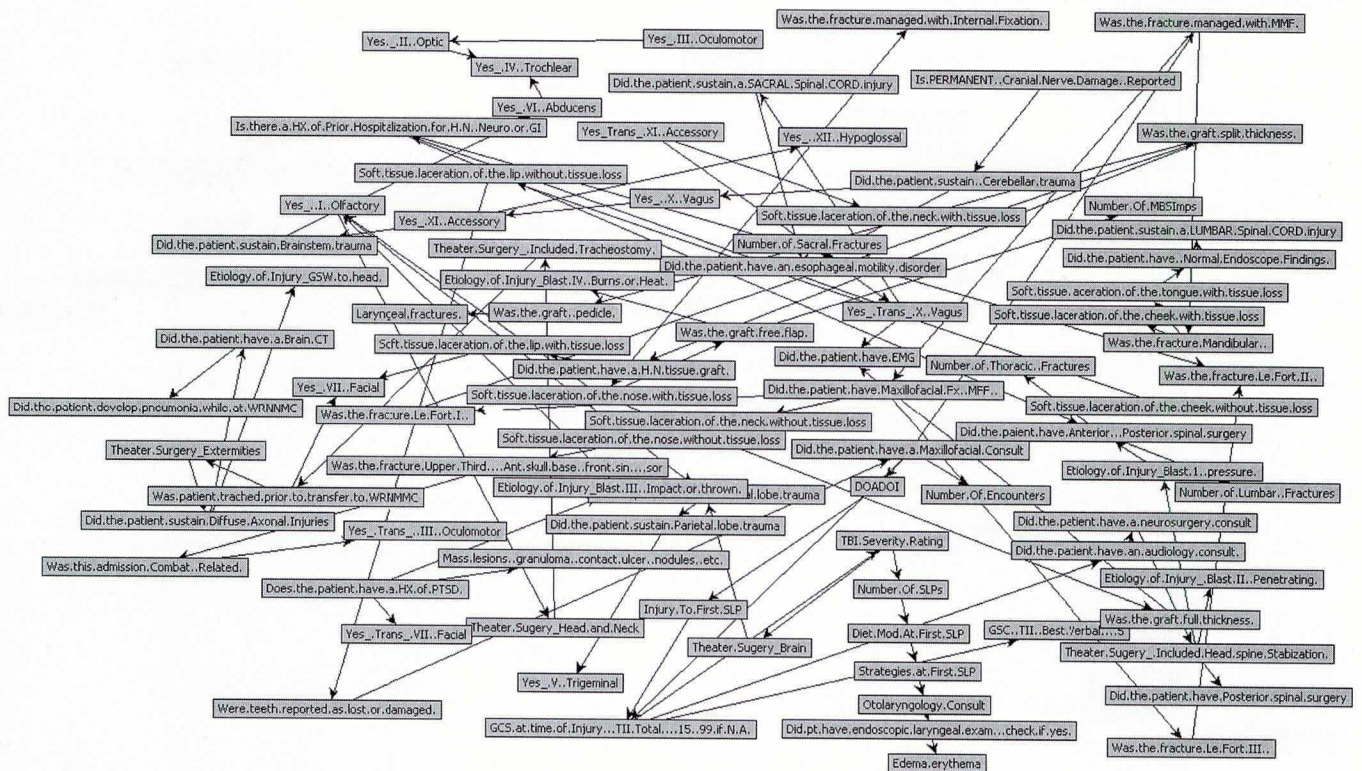 Was.the.fracture.managed.with.Internal.Fixation.
Was.the.fracture.managed.with.MMF.
Yes._.II..Optic
Yes_.III..Oculomotor
Yes_.IV..Trochlear
Did.the.patient.sustain.a.SACRAL.Spinal.CORD.injury
Is.PERMANENT..Cranial.Nerve.Damage..Reported
Yes_.VI..Abducens
Is.there.a.HX.of.Prior.Hospitalization.for.H.N..Neuro.or.GI
Yes_Trans_.XI..Accessory
Yes_..XII..Hypoglossal
Was.the.graft.split.thickness.
Soft.tissue.laceration.of.the.lip.without.tissue.loss
Did.the.patient.sustain..Cerebellar.trauma
Yes_..I..Olfactory
Yes_..X..Vagus
Number.Of.MBSImps
Yes_.XI..Accessory
Soft.tissue.laceration.of.the.neck.with.tissue.loss
Did.the.patient.sustain.a.LUMBAR.Spinal.CORD.injury
Did.the.patient.sustain.Brainstem.trauma
Theater.Surgery_.Included.Tracheostomy.
Number.of.Sacral.Fractures
Did.the.patient.have..Normal.Endoscope.Findings.
Etiology.of.Injury_GSW.to.head.
Etiology.of.Injury_Blast.IV..Burns.or.Heat.
Did.the.patient.have.an.esophageal.motility.disorder
Soft.tissue.aceration.of.the.tongue.with.tissue.loss
Laryngeal.fractures.
Was.the.graft..pedicle.
Yes_.Trans_.X..Vagus
Soft.tissue.laceration.of.the.cheek.with.tissue.loss
Did.the.patient.have.a.Brain.CT
Soft.tissue.laceration.of.the.lip.with.tissue.loss
Was.the.graft.free.flap.
Did.the.patient.have.EMG
Was.the.fracture.Mandibular..
Did.the.patient.have.a.H.N.tissue.graft.
Number.of.Thoracic..Fractures
Was.the.fracture.Le.Fort.II..
Yes_.VII..Facial
Soft.tissue.laceration.of.the.nose.with.tissue.loss
Did.the.patient.have.Maxillofacial.Fx..MFF..
Did.the.patient.develop.pneumonia.while.at.WRNNMC
Was.the.fracture.Le.Fort.I...
Soft.tissue.laceration.of.the.neck.without.tissue.loss
Soft.tissue.laceration.of.the.cheek.without.tissue.loss
Theater.Surgery_Extermities
Soft.tissue.laceration.of.the.nose.without.tissue.loss
Did.the.paient.have.Anterior...Posterior.spinal.surgery
Was.the.fracture.Upper.Third....Ant.skull.base..front.sin....,sor
Did.the.patient.have.a.Maxillofacial.Consult
Etiology.of.Injury_Blast.1..pressure.
Was.patient.trached.prior.to.transfer.to.WRNMMC
Etiology.of.Injury_Blast.III..Impact.or.thrown.
al.lobe.trauma
DOADOI
Number.Of.Encounters
Number.of.Lumbar..Fractures
Did.the.patient.sustain.Diffuse.Axonal.Injuries
Yes_.Trans_.III..Oculomotor
Did.the.patient.sustain.Parietal.lobe.trauma
Did.the.patient.have.a.neurosurgery.consult
Was.this.admission.Combat..Related.
Mass.lesions..granuloma..contact.ulcer..nodules..etc.
TBI.Severity.Rating
Did.the.patient.have.an.audiology.consult.
Does.the.patient.have.a.HX.of.PTSD.
Number.Of.SLPs
Etiology.of.Injury_.Blast.II..Penetrating.
Yes_.Trans_.VII..Facial
Theater.Sugery_Head.and.Neck
Injury.To.First.SLP
Diet.Mod.At.First.SLP
GSC..TII..Best.Verbal....5
Was.the.graft.full.thickness.
Theater.Sugery_Brain
Theater.Sugery_.Included.Head.spine.Stabization.
Yes_.V..Trigeminal
Strategies.at.First.SLP
Did.the.patient.have.Posterior.spinal.surgery
Were.teeth.reported.as.lost.or.damaged.
Otolaryngology.Consult
GCS.at.time.of.Injury...TII.Total....15..99.if.N.A.
Did.pt.have.endoscopic.laryngeal.exam...check.if.yes.
Was.the.fracture.Le.Fort.III..
Edema.erythema